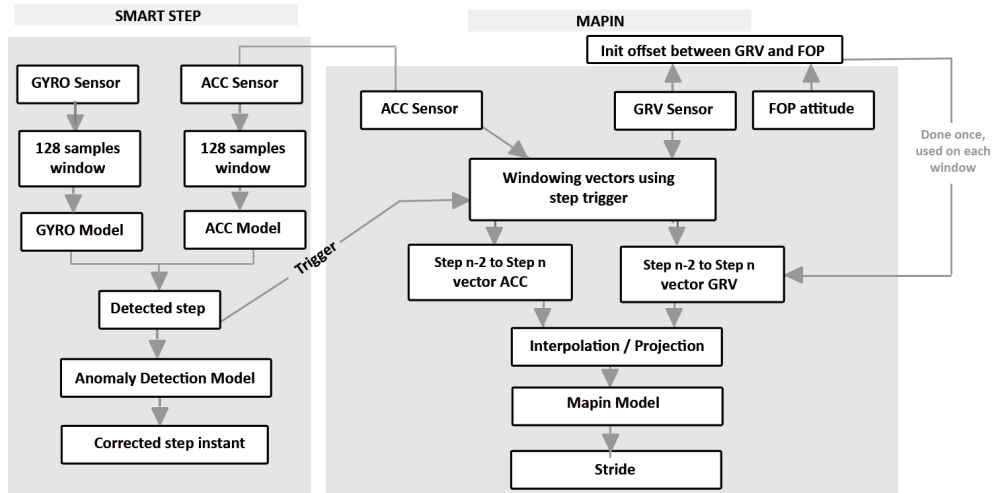 SMART STEP
GYRO Sensor
ACC Sensor
128 samples
window
128 samples
window
GYRO Model
ACC Model
Detected step
Anomaly Detection Model
Corrected step instant
Trigger
MAPIN
Init offset between GRV and FOP
ACC Sensor
GRV Sensor
FOP attitude
Done once,
used on each
window
Windowing vectors using
step trigger
Step n-2 to Step n
vector ACC
Step n-2 to Step n
vector GRV
Interpolation / Projection
Mapin Model
Stride